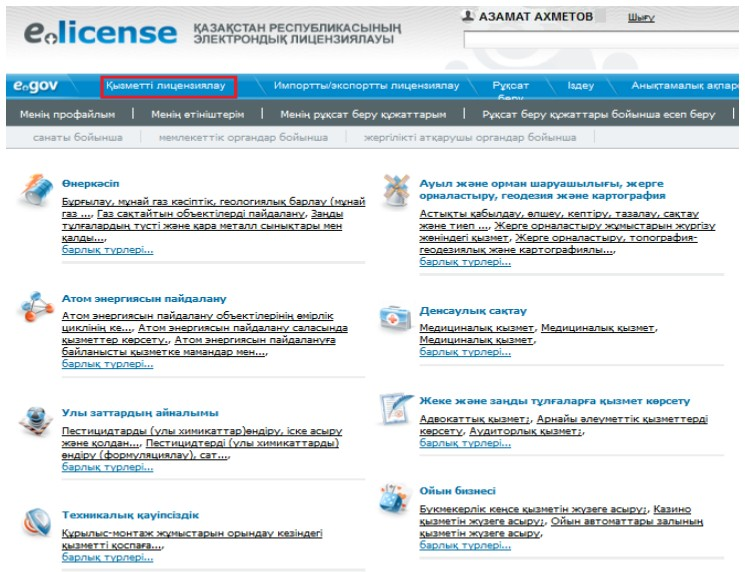 e.license
ҚАЗАҚСТАН РЕСПУБЛИКАСЫНЫҢ
ЭЛЕКТРОНДЫҚ ЛИЦЕНЗИЯЛАУЫ
АЗАМАТ АХМЕТОВ Шығу
e.gov Қызметті лицензиялау Импортты/экспортты лицензиялау Рұқсат беру Іздеу Анықтамалық ақпар
Менің профайлым Менің өтініштерім Менің рұқсат беру құжаттарым Рұқсат беру құжаттары бойынша есеп беру
санаты бойынша мемлекеттік органдар бойынша жергілікті атқарушы органдар бойынша
Өнеркәсіп
Бұрғылау, мұнай газ кәсіптік, геологиялық барлау (мұнай
газ ..., Газ сақтайтын объектілерді пайдалану, Заңды
тұлғалардың түсті және қара металл сынықтары мен
қалды...,
барлық түрлері...
Атом энергиясын пайдалану
Атом энергиясын пайдалану объектілерінің өмірлік
циклінің ке..., Атом энергиясын пайдалану саласында
қызметтер көрсету., Атом энергиясын пайдалануға
байланысты қызметке мамандар мен...,
барлық түрлері...
Улы заттардың айналымы
Пестицидтарды (улы химикаттар)өндіру, іске асыру
және қолдан..., Пестицидтерді (улы химикаттарды)
өндіру (формуляциялау), сат...,
барлық түрлері...
Техникалық қауіпсіздік
Құрылыс-монтаж жұмыстарын орындау кезіндегі
қызметті қоспаға...,
барлық түрлері...
Ауыл және орман шаруашылығы, жерге
орналастыру, геодезия және картография
Астықты қабылдау, өлшеу, кептіру, тазалау, сақтау
және тиеп ..., Жерге орналастыру жұмыстарын жүргізу
жөніндегі қызмет, Жерге орналастыру, топография-
геодезиялық және картографиялы...,
барлық түрлері...
Денсаулық сақтау
Медициналық қызмет, Медициналық қызмет,
Медициналық қызмет,
барлық түрлері...
Жеке және заңды тұлғаларға қызмет көрсету
Адвокаттық қызмет;, Арнайы әлеуметтік қызметтерді
көрсету, Аудиторлық қызмет;,
барлық түрлері...
Ойын бизнесі
Букмекерлік кеңсе қызметін жүзеге асыру;, Казино
қызметін жүзеге асыру;, Ойын автоматтары залының
қызметін жүзеге асыру,
барлық түрлері...